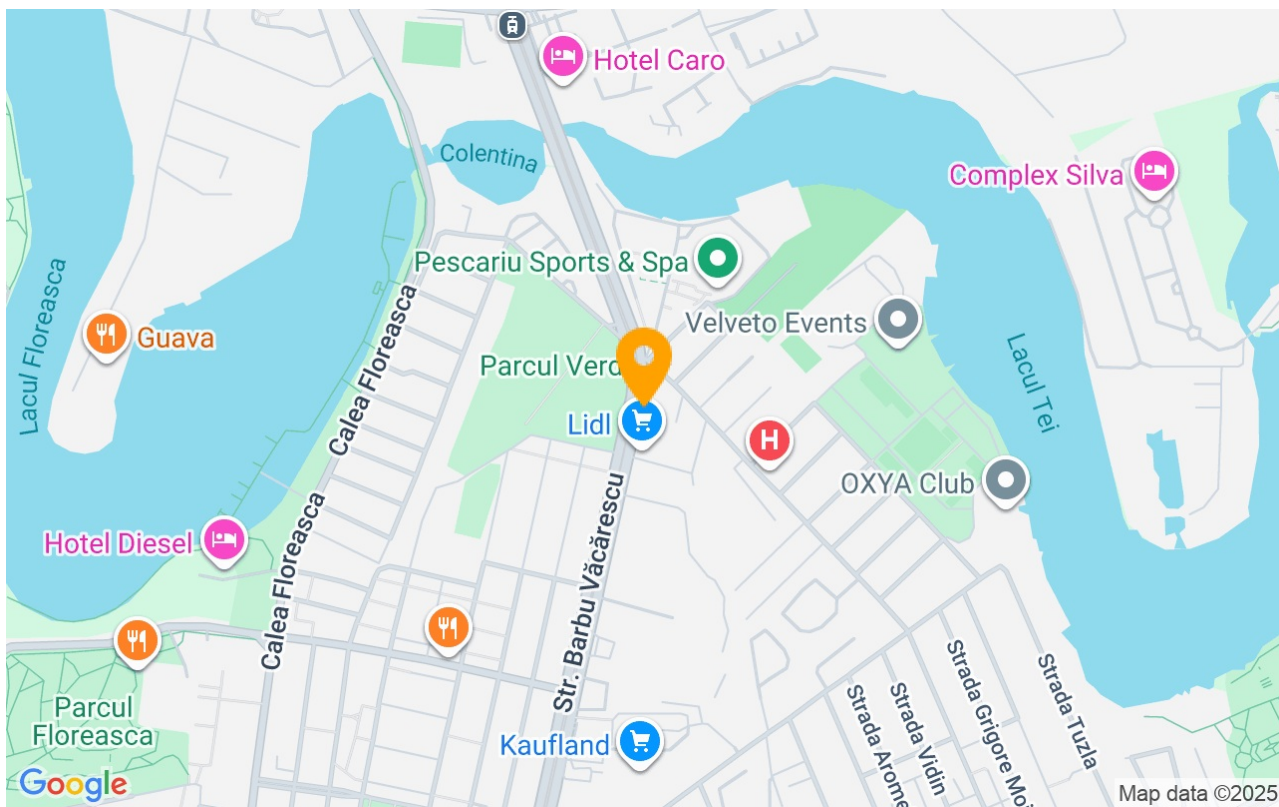 Hotel Caro
Colentina
Complex Silva
Pescariu Sports & Spa
Lacul Floreasca
Guava
Calea Floreasca
Velveto Events
Parcul Verd
Lacul Tei
Lidl
H
OXYA Club
Calea Floreasca
Str. Barbu Văcărescu
Hotel Diesel
Parcul
Floreasca
Kaufland
Strada Arome
Strada Vidin
Strada Grigore Moi
Strada Tuzla
Google
Map data ©2025